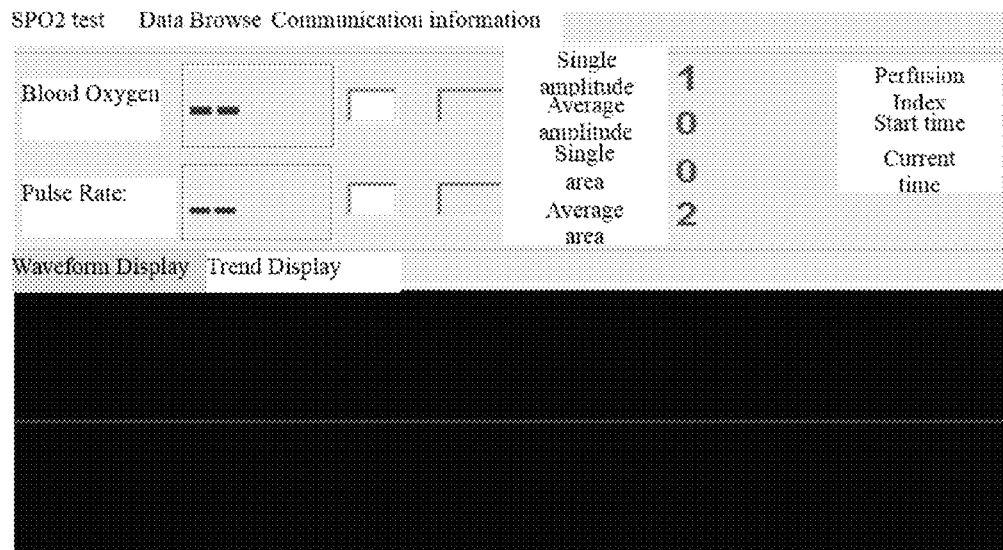 SPO2 test Data Browse Communication information
Blood Oxygen
--
Single
amplitude
1
Average
amplitude
0
Single
area
0
Average
area
2
Perfusion
Index
Start time
Current
time
Pulse Rate:
--
Waveform Display Trend Display